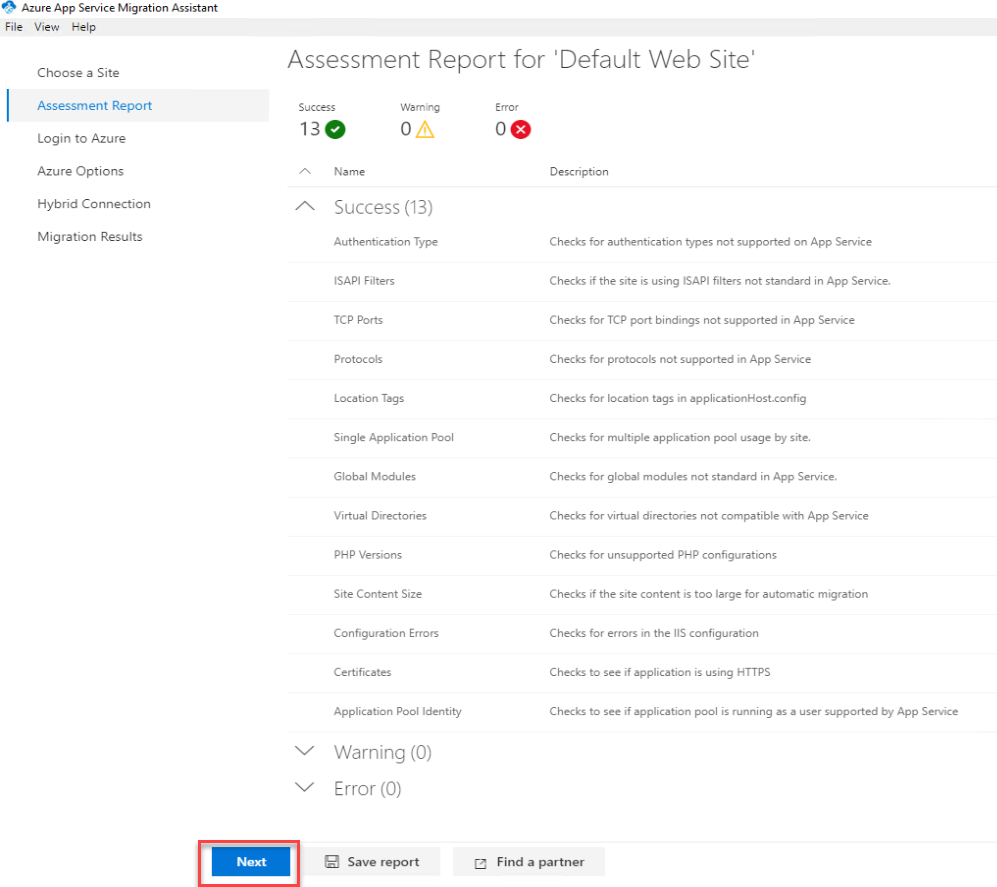 Azure App Service Migration Assistant
File View Help
Choose a Site
Assessment Report
Login to Azure
Azure Options
Hybrid Connection
Migration Results
Assessment Report for 'Default Web Site'
Success Warning Error
13 0 0
Name Description
Success (13)
Authentication Type Checks for authentication types not supported on App Service
ISAPI Filters Checks if the site is using ISAPI filters not standard in App Service.
TCP Ports Checks for TCP port bindings not supported in App Service
Protocols Checks for protocols not supported in App Service
Location Tags Checks for location tags in applicationHost.config
Single Application Pool Checks for multiple application pool usage by site.
Global Modules Checks for global modules not standard in App Service.
Virtual Directories Checks for virtual directories not compatible with App Service
PHP Versions Checks for unsupported PHP configurations
Site Content Size Checks if the site content is too large for automatic migration
Configuration Errors Checks for errors in the IIS configuration
Certificates Checks to see if application is using HTTPS
Application Pool Identity Checks to see if application pool is running as a user supported by App Service
Warning (0)
Error (0)
Next Save report Find a partner